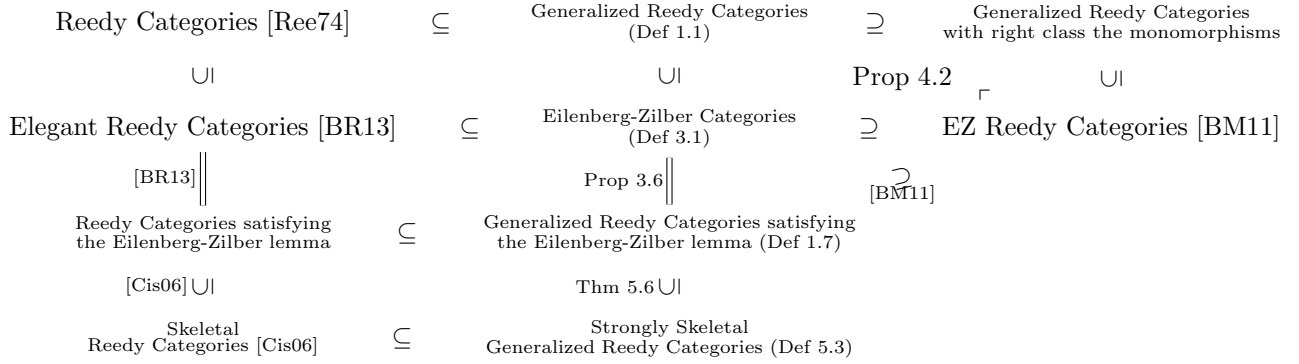 Reedy Categories [Ree74] ⊆ Generalized Reedy Categories (Def 1.1) ⊇ Generalized Reedy Categories with right class the monomorphisms
∪| ∪| Prop 4.2 ∪|
Elegant Reedy Categories [BR13] ⊆ Eilenberg-Zilber Categories (Def 3.1) ⊇ EZ Reedy Categories [BM11]
[BR13] || Prop 3.6 || ⊇ [BM11]
Reedy Categories satisfying the Eilenberg-Zilber lemma ⊆ Generalized Reedy Categories satisfying the Eilenberg-Zilber lemma (Def 1.7)
[Cis06] ∪| Thm 5.6 ∪|
Skeletal Reedy Categories [Cis06] ⊆ Strongly Skeletal Generalized Reedy Categories (Def 5.3)